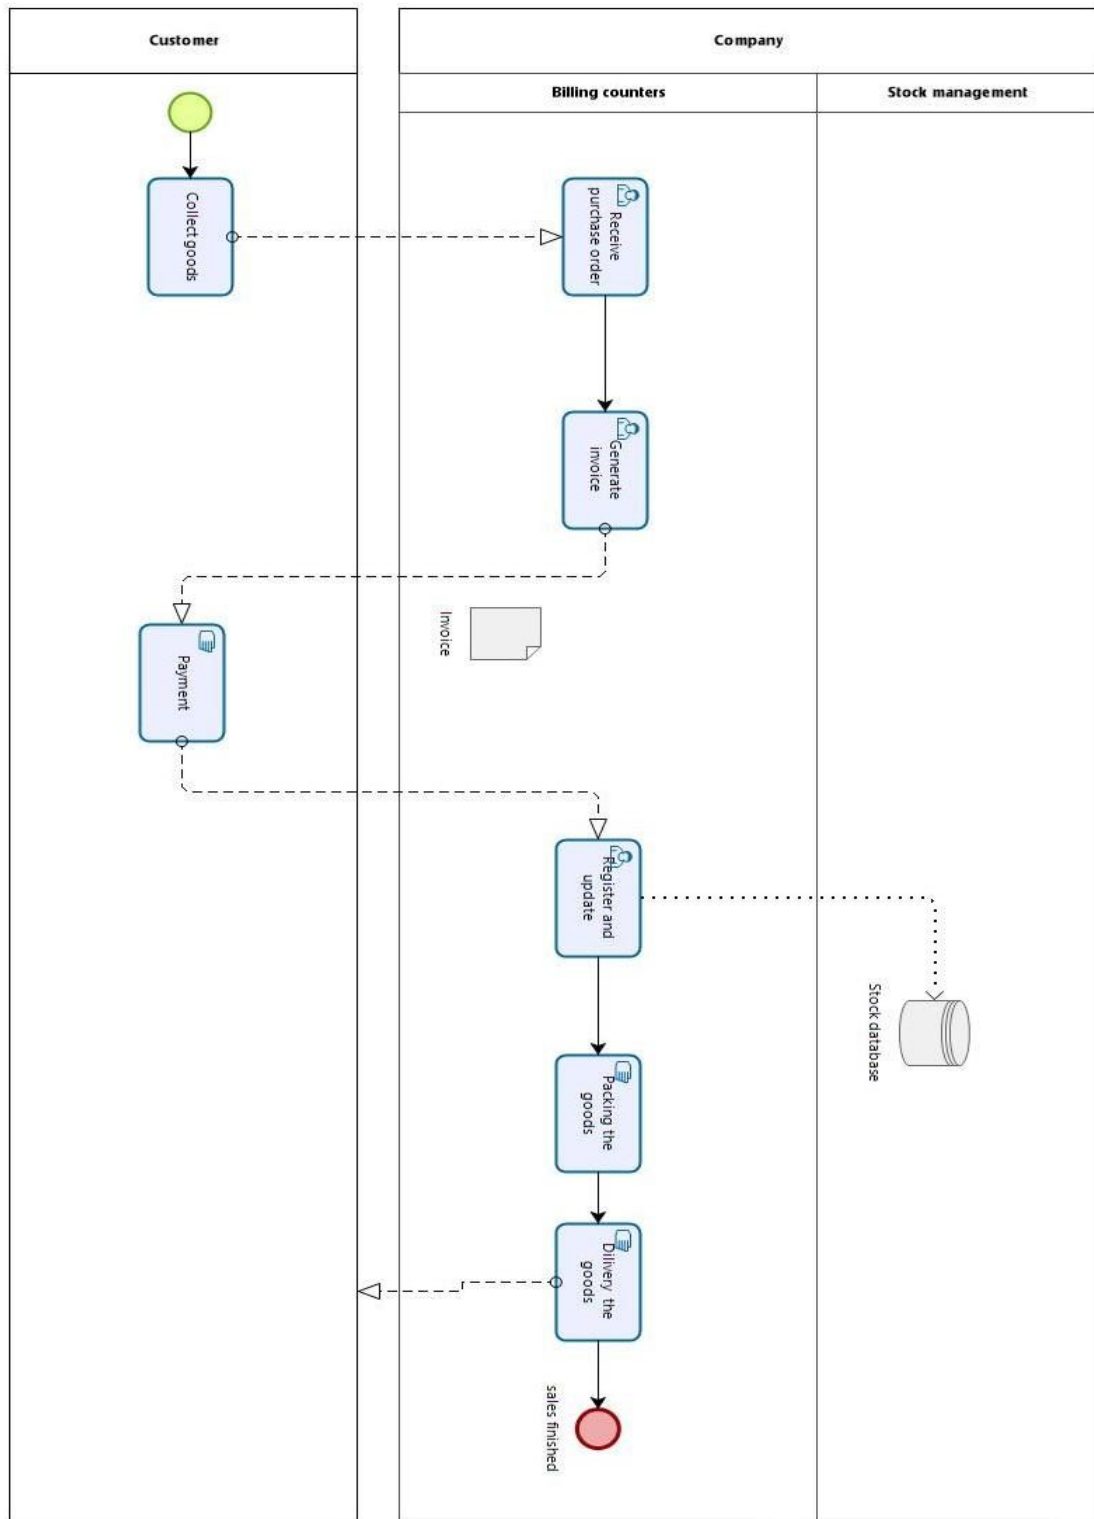 Customer
Company
Billing counters
Stock management
Collect goods
Receive
purchase order
Generate
invoice
Invoice
Payment
Register and
update
Stock database
Packing the
goods
Dilivery the
goods
sales finished